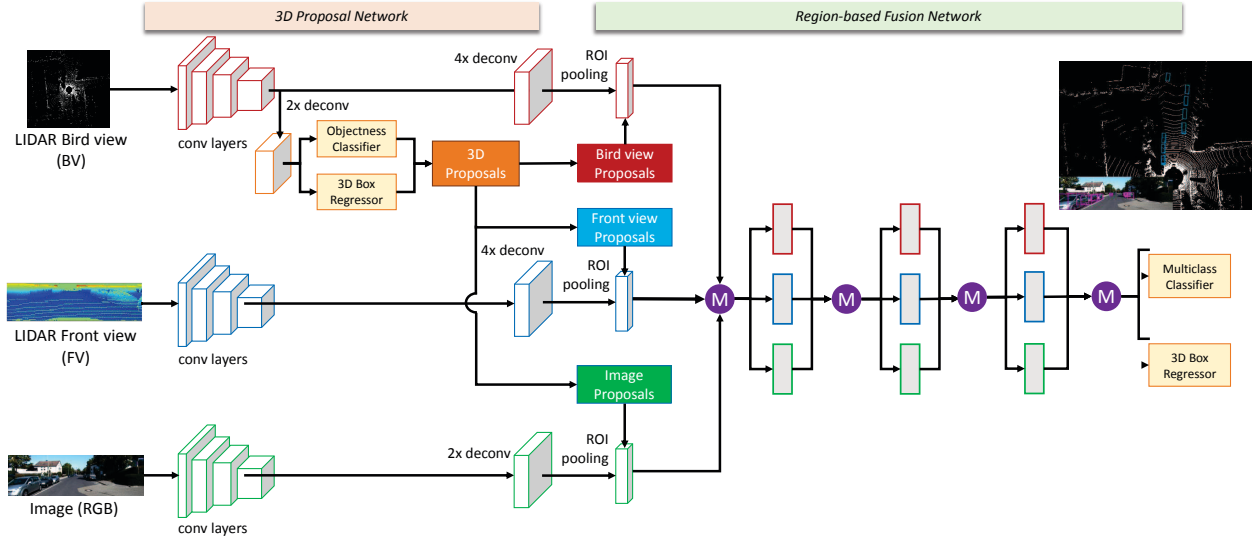 3D Proposal Network
Region-based Fusion Network
4x deconv
ROI
pooling
2x deconv
LIDAR Bird view
(BV)
conv layers
Objectness
Classifier
3D Box
Regressor
3D
Proposals
Bird view
Proposals
Front view
Proposals
4x deconv
ROI
pooling
LIDAR Front view
(FV)
conv layers
M
M
M
M
Multiclass
Classifier
3D Box
Regressor
Image
Proposals
2x deconv
ROI
pooling
Image (RGB)
conv layers